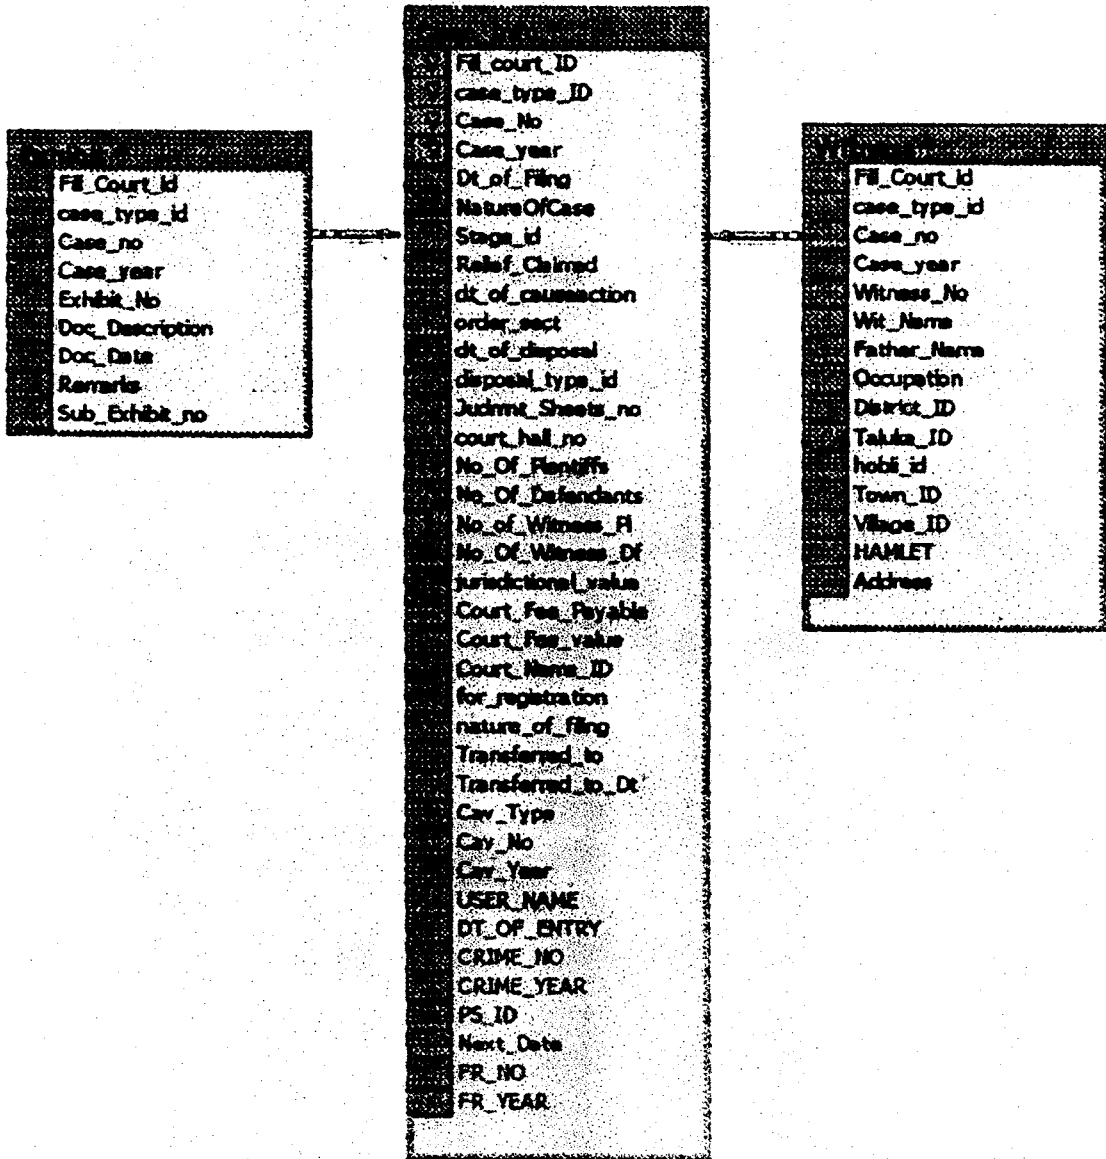 Fil_Court_id
case_type_id
Case_no
Case_year
Exhibit_No
Doc_Description
Doc_Date
Remarks
Sub_Exhibit_no
Fil_court_ID
case_type_ID
Case_No
Case_year
Dt_of_Filing
NatureOfCase
Stage_id
Relief_Claimed
dt_of_causeaction
order_sect
dt_of_disposal
disposal_type_id
Judmnt_Sheets_no
court_hall_no
No_Of_Plentiffs
No_Of_Defendants
No_of_Witness_Pl
No_Of_Witness_Df
jurisdictional_value
Court_Fee_Payable
Court_Fee_value
Court_Name_ID
for_registration
nature_of_filing
Transferred_to
Transferred_to_Dt
Cav_Type
Cav_No
Cav_Year
USER_NAME
DT_OF_ENTRY
CRIME_NO
CRIME_YEAR
PS_ID
Next_Date
FR_NO
FR_YEAR
Fil_Court_id
case_type_id
Case_no
Case_year
Witness_No
Wit_Name
Father_Name
Occupation
District_ID
Taluka_ID
hobli_id
Town_ID
Village_ID
HAMLET
Address